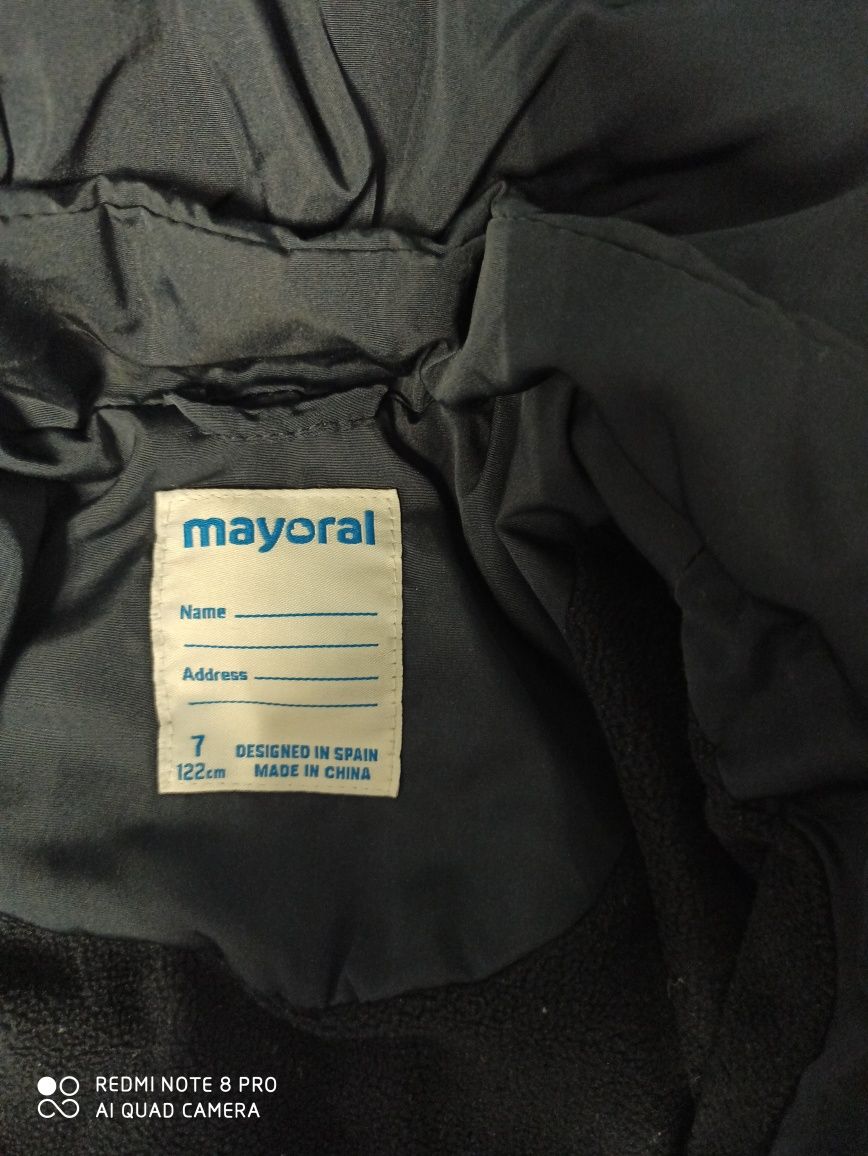 mayoral
Name
Address
7 DESIGNED IN SPAIN
122cm MADE IN CHINA
REDMI NOTE 8 PRO
AI QUAD CAMERA